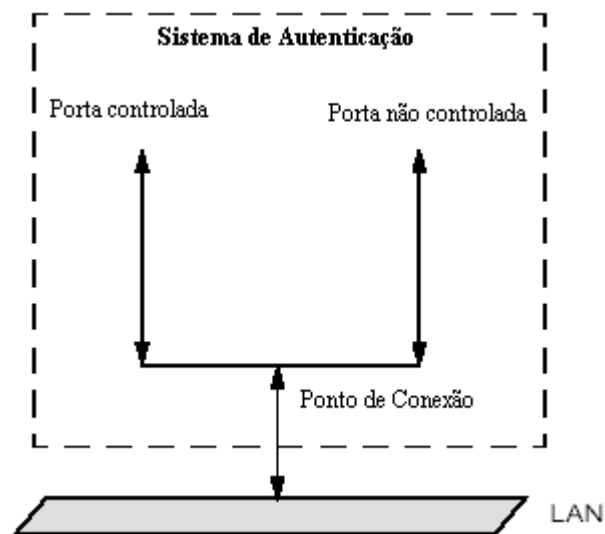 Sistema de Autenticação
Porta controlada
Porta não controlada
Ponto de Conexão
LAN